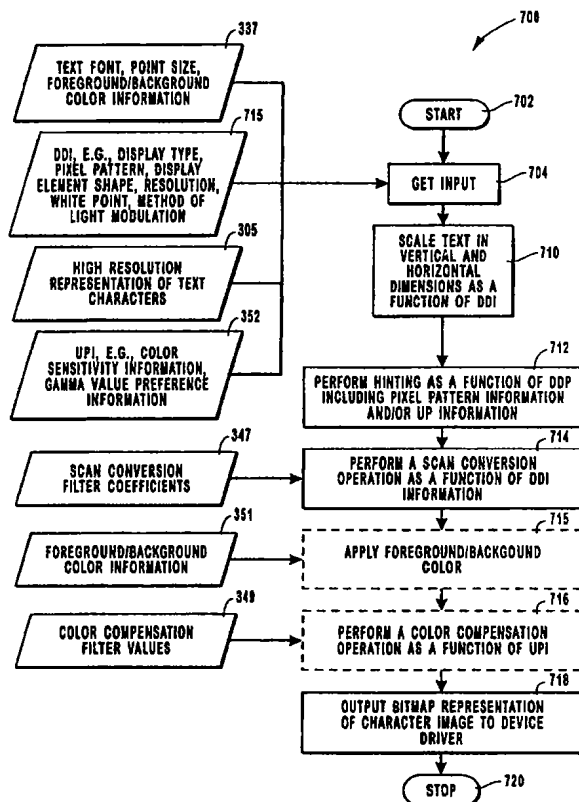 337
TEXT FONT, POINT SIZE,
FOREGROUND/BACKGROUND
COLOR INFORMATION
715
DDI, E.G., DISPLAY TYPE,
PIXEL PATTERN, DISPLAY
ELEMENT SHAPE, RESOLUTION,
WHITE POINT, METHOD OF
LIGHT MODULATION
305
HIGH RESOLUTION
REPRESENTATION OF TEXT
CHARACTERS
352
UPI, E.G., COLOR
SENSITIVITY INFORMATION,
GAMMA VALUE PREFERENCE
INFORMATION
347
SCAN CONVERSION
FILTER COEFFICIENTS
351
FOREGROUND/BACKGROUND
COLOR INFORMATION
349
COLOR COMPENSATION
FILTER VALUES
700
START
702
GET INPUT
704
SCALE TEXT IN
VERTICAL AND
HORIZONTAL
DIMENSIONS AS A
FUNCTION OF DDI
710
712
PERFORM HINTING AS A FUNCTION OF DDP
INCLUDING PIXEL PATTERN INFORMATION
AND/OR UP INFORMATION
714
PERFORM A SCAN CONVERSION
OPERATION AS A FUNCTION OF DDI
INFORMATION
715
APPLY FOREGROUND/BACKGOUND
COLOR
716
PERFORM A COLOR COMPENSATION
OPERATION AS A FUNCTION OF UPI
718
OUTPUT BITMAP REPRESENTATION
OF CHARACTER IMAGE TO DEVICE
DRIVER
STOP
720